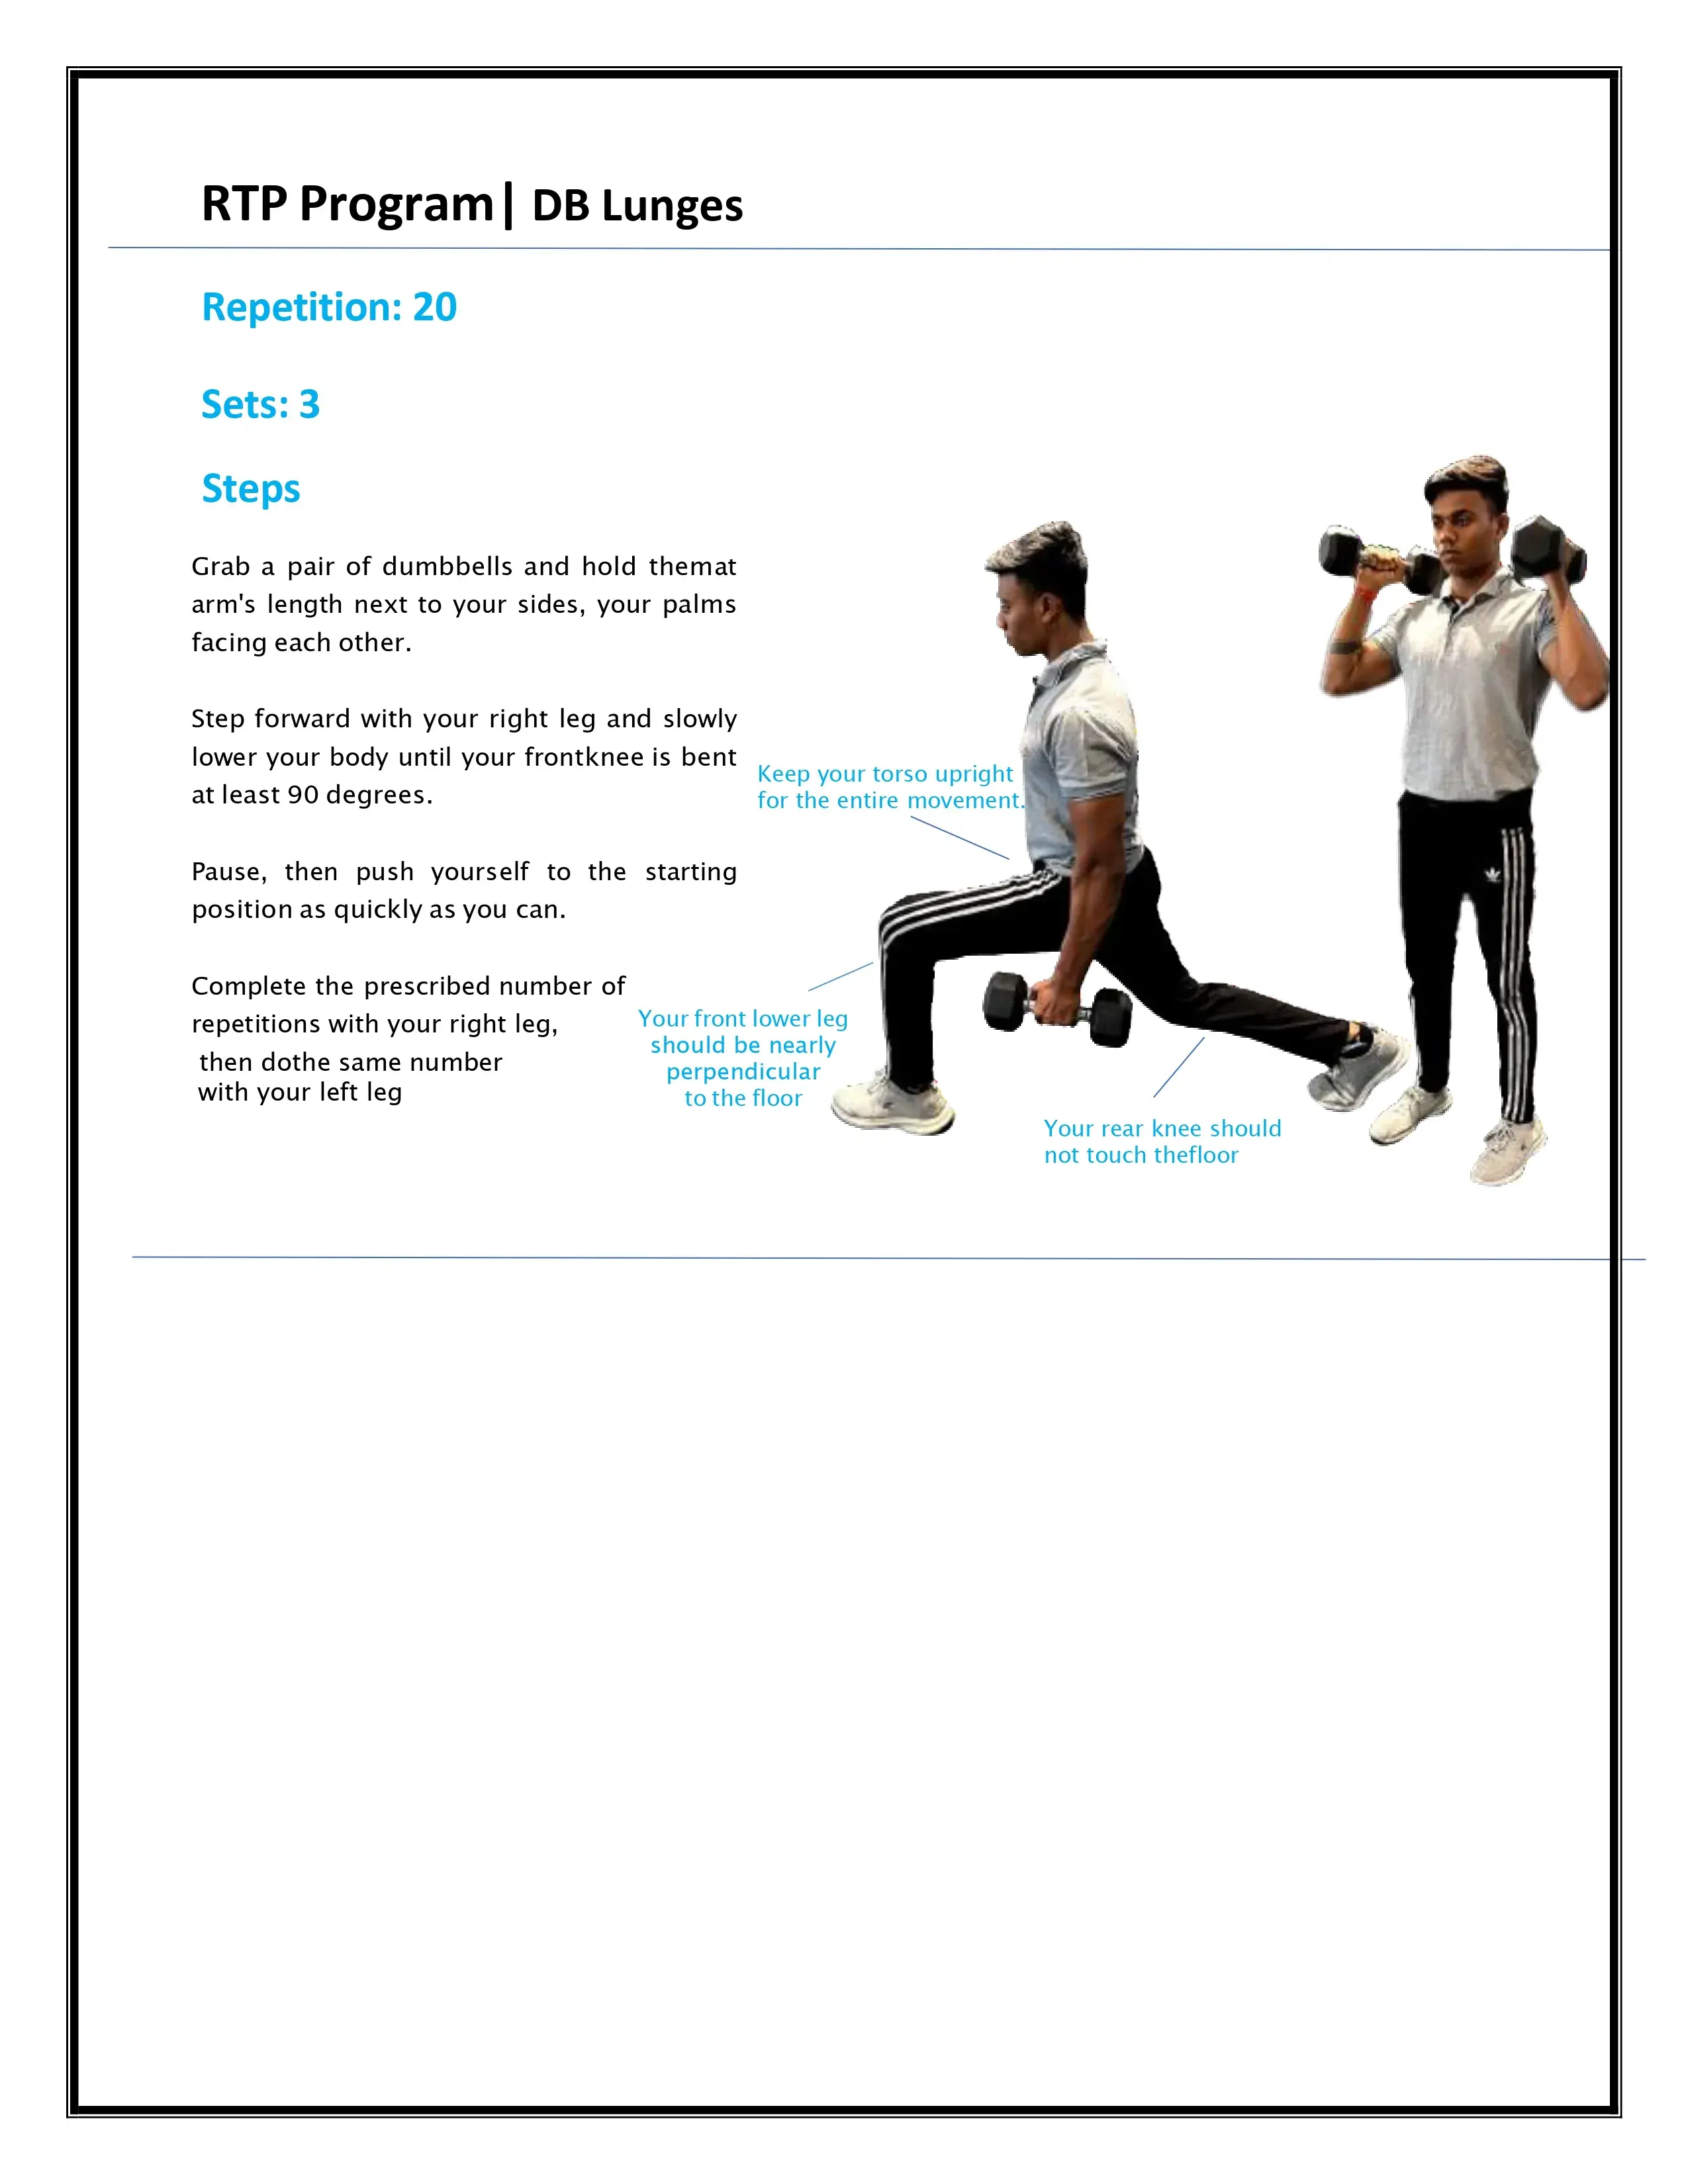 RTP Program| DB Lunges
Repetition: 20
Sets: 3
Steps
Grab a pair of dumbbells and hold themat
arm's length next to your sides, your palms
facing each other.
Step forward with your right leg and slowly
lower your body until your frontknee is bent
at least 90 degrees.
Pause, then push yourself to the starting
position as quickly as you can.
Complete the prescribed number of
repetitions with your right leg,
then dothe same number
with your left leg
Keep your torso upright
for the entire movement.
Your front lower leg
should be nearly
perpendicular
to the floor
Your rear knee should
not touch thefloor